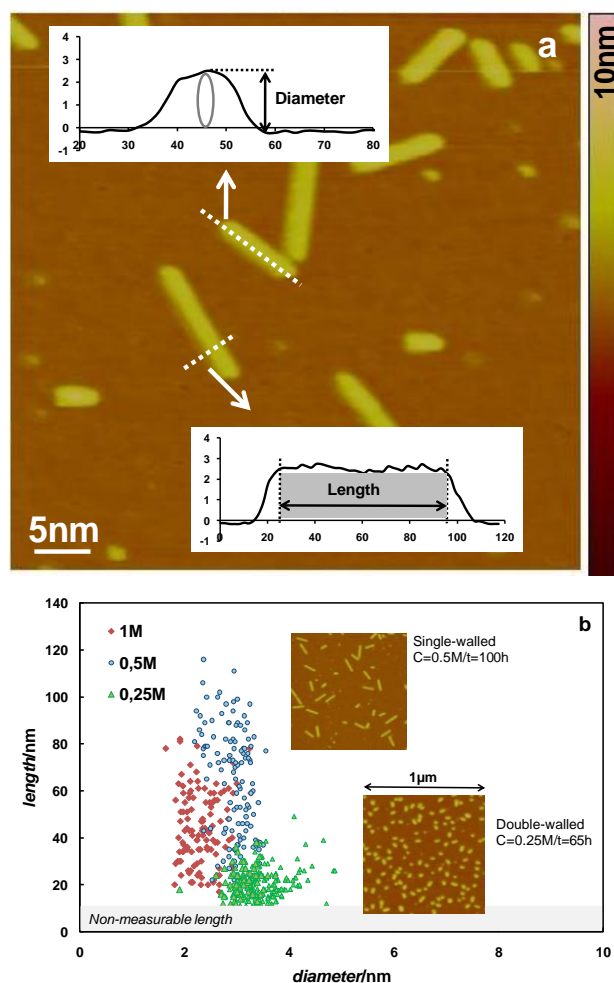 a
10nm
4
3
2
1
0
-1
20 30 40 50 60 70 80
Diameter
4
3
2
1
0
-1
0 20 40 60 80 100 120
Length
5nm
b
140
120
100
80
60
40
20
0
length/nm
1M
0,5M
0,25M
Single-walled
C=0.5M/t=100h
1µm
Double-walled
C=0.25M/t=65h
Non-measurable length
0 2 4 6 8 10
diameter/nm